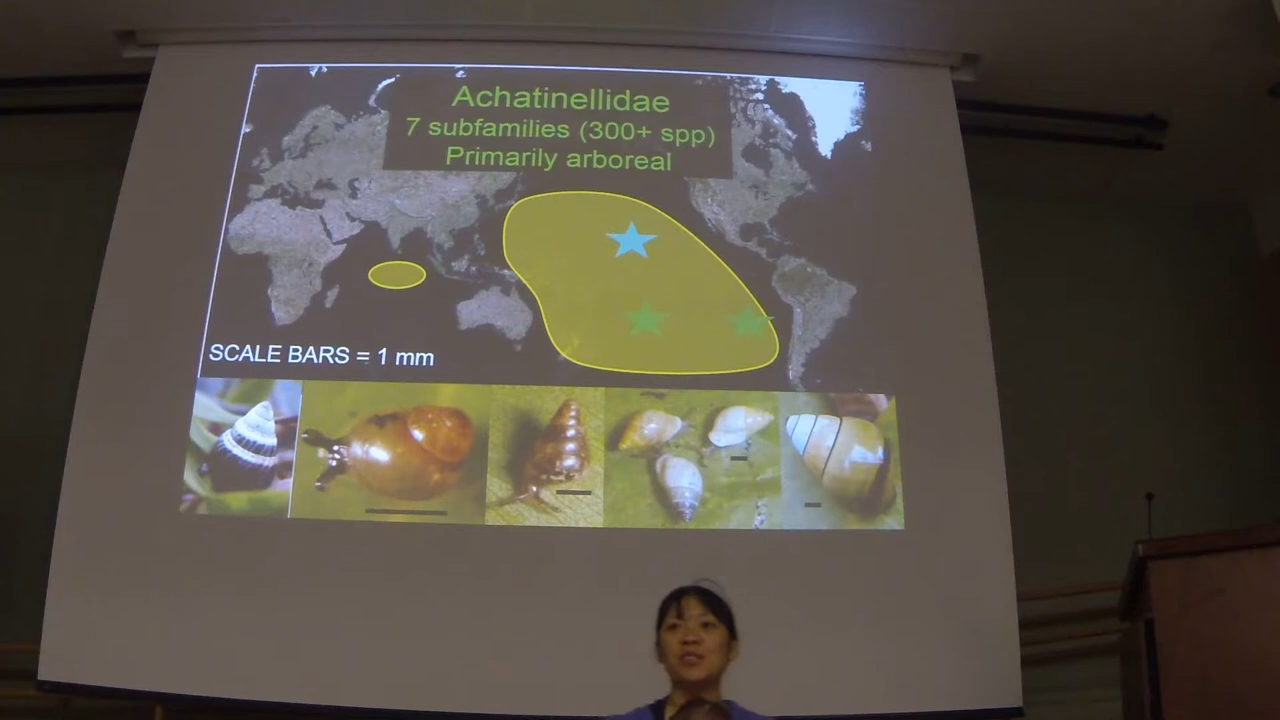 Achatinellidae
7 subfamilies (300+ spp)
Primarily arboreal
SCALE BARS = 1 mm